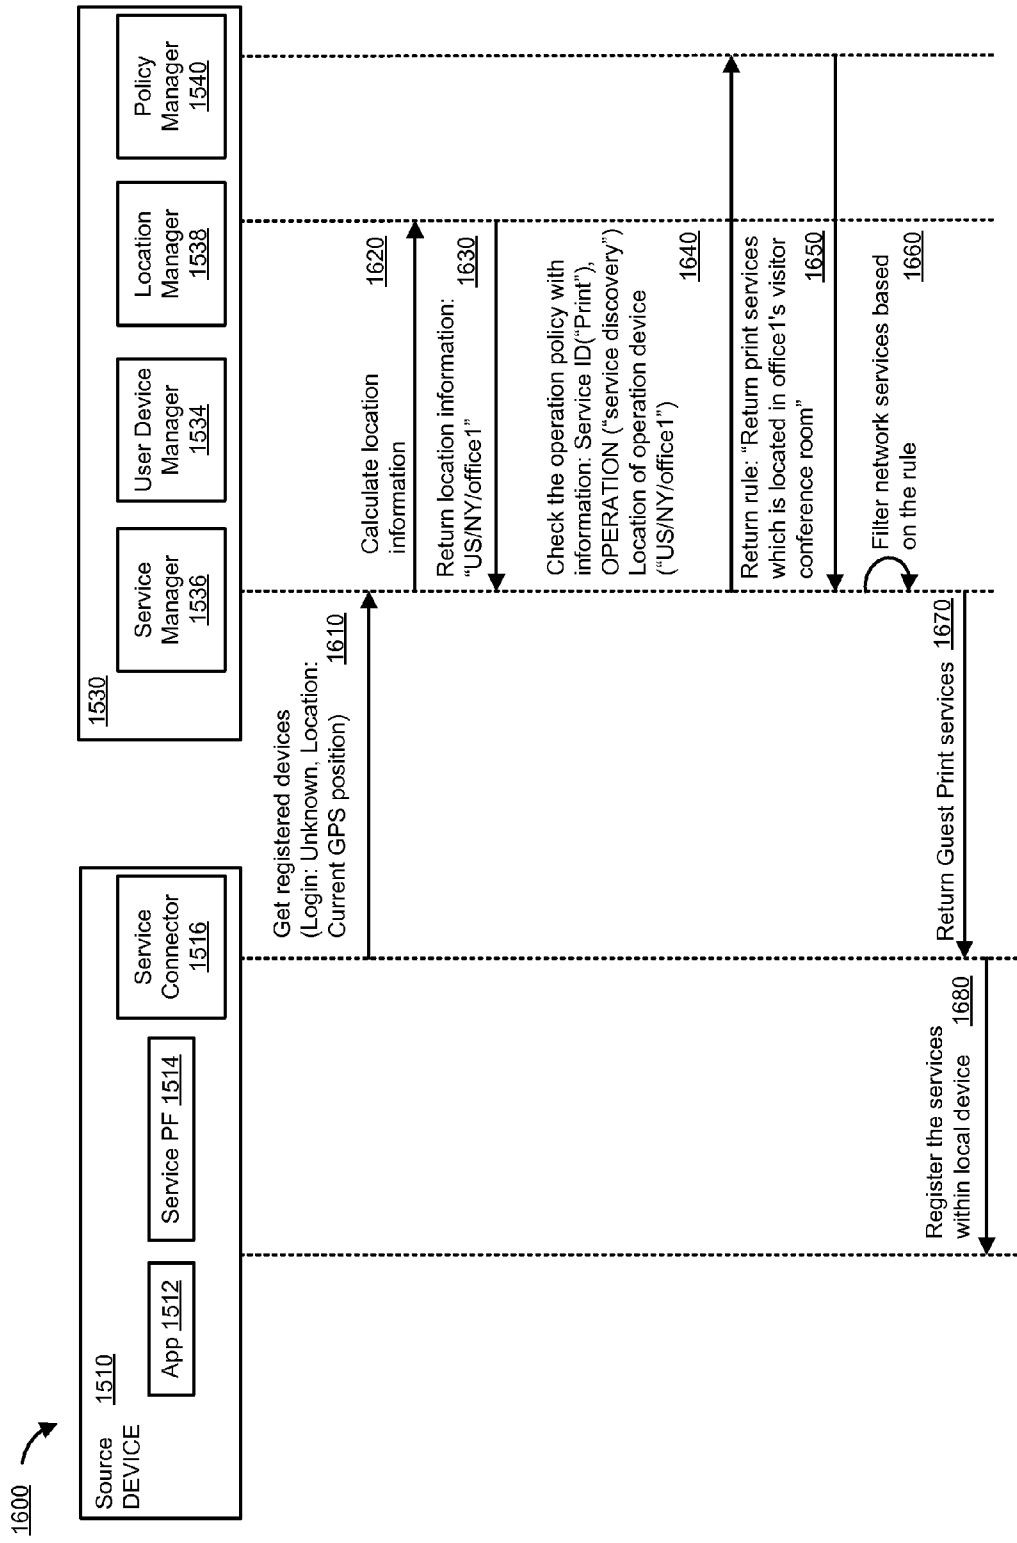 1600
Source
DEVICE
1510
App 1512
Service PF 1514
Service
Connector
1516
1530
Service
Manager
1536
User Device
Manager
1534
Location
Manager
1538
Policy
Manager
1540
Get registered devices
(Login: Unknown, Location:
Current GPS position)
1610
Calculate location
information
1620
Return location information:
“US/NY/office1”
1630
Check the operation policy with
information: Service ID(“Print”),
OPERATION (“service discovery”)
Location of operation device
(“US/NY/office1”)
1640
Return rule: “Return print services
which is located in office1's visitor
conference room”
1650
Filter network services based
on the rule
1660
Return Guest Print services
1670
Register the services
within local device
1680